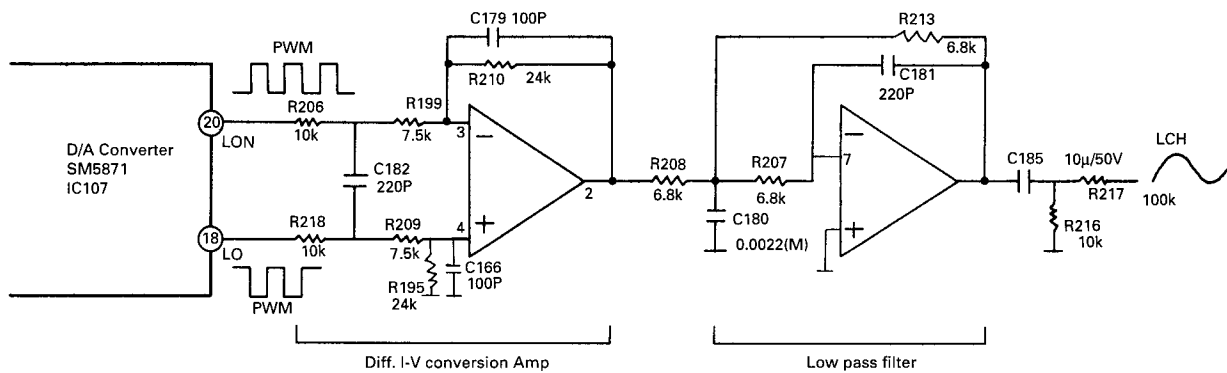 PWM
C179 100P
R210 24k
R213
6.8k
C181
220P
20
LON
R206
10k
R199
7.5k
3
D/A Converter
SM5871
IC107
C182
220P
2
R208
6.8k
R207
6.8k
7
C185
10μ/50V
LCH
R217
100k
18
LO
R218
10k
R209
7.5k
4
C180
0.0022(M)
R216
10k
R195
24k
C166
100P
PWM
Diff. I-V conversion Amp
Low pass filter